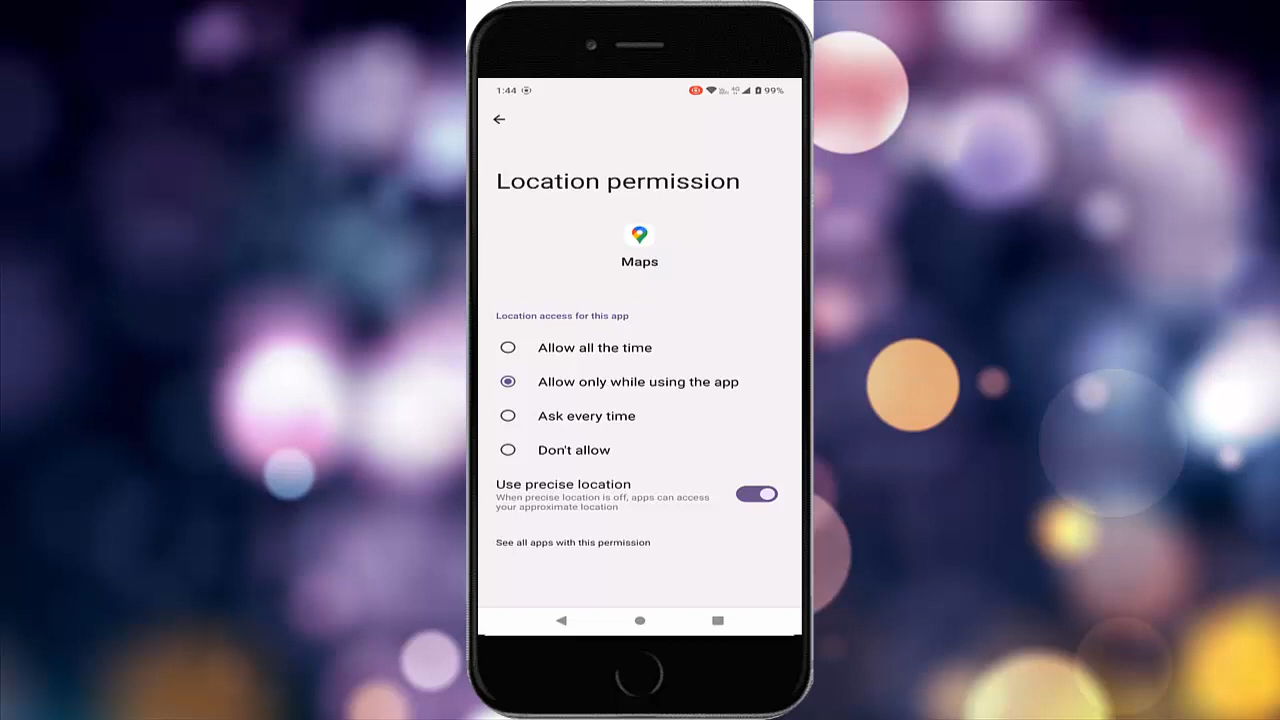 1:44 99%
Location permission
Maps
Location access for this app
Allow all the time
Allow only while using the app
Ask every time
Don't allow
Use precise location
When precise location is off, apps can access
your approximate location
See all apps with this permission